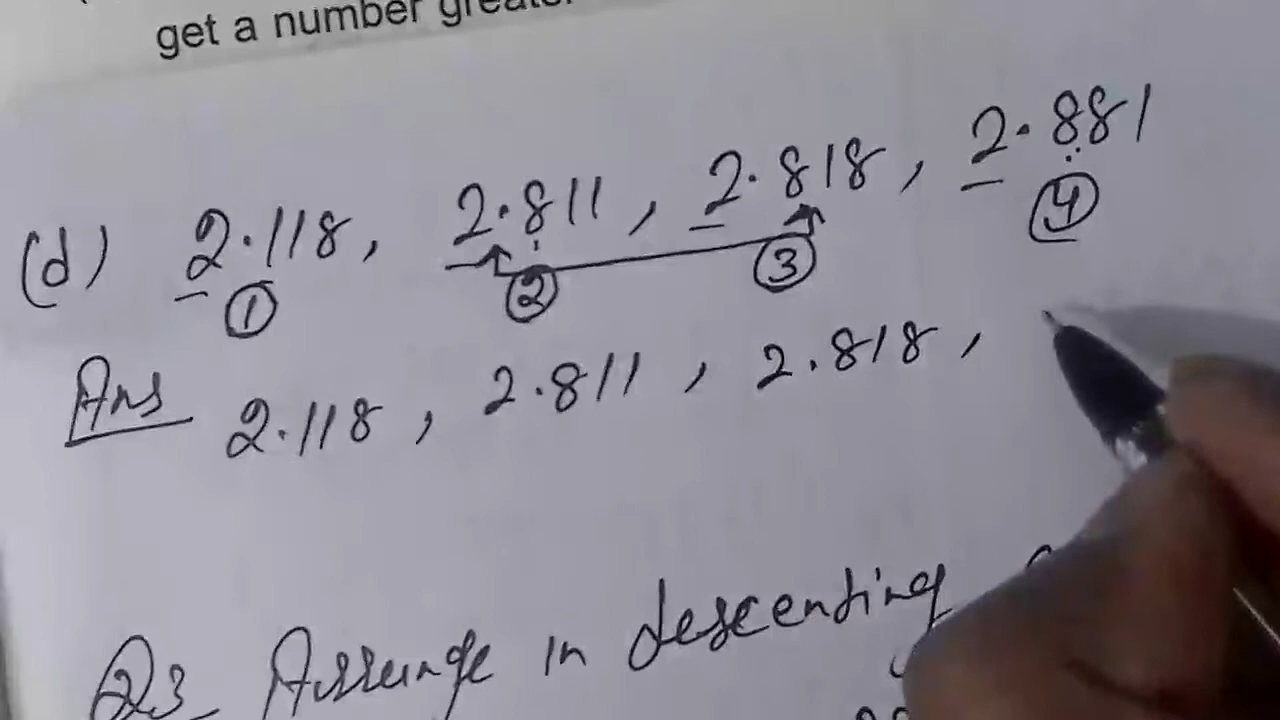 get a number greater
(d) 2.118, 2.811, 2.818, 2.881
1 2 3 4
Ans 2.118, 2.811, 2.818,
Q3 Arrange in descending